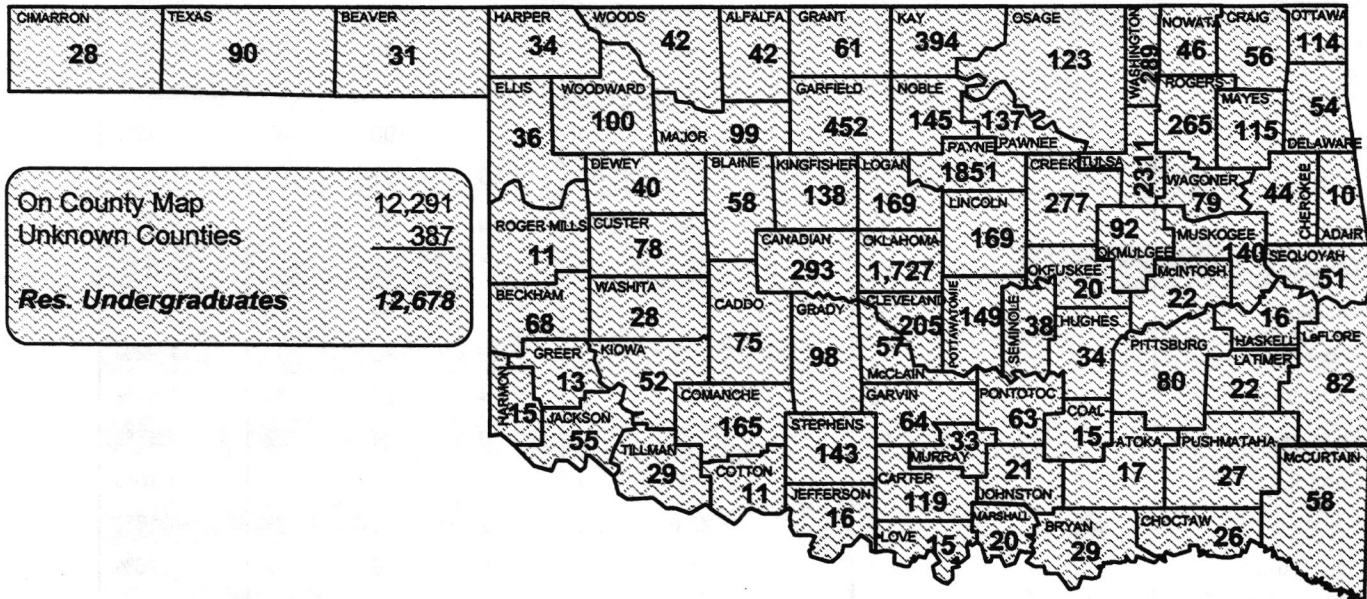 CIMARRON
28
TEXAS
90
BEAVER
31
HARPER
34
WOODS
42
ALFALFA
42
GRANT
61
KAY
394
OSAGE
123
WASHINGTON
289
NOWATA
46
CRAIG
56
OTTAWA
114
ELLIS
36
WOODWARD
100
MAJOR
99
GARFIELD
452
NOBLE
145
137
PAWNEE
ROGERS
265
MAYES
115
54
DELAWARE
On County Map 12,291
Unknown Counties 387
Res. Undergraduates 12,678
DEWEY
40
BLAINE
58
KINGFISHER
138
LOGAN
169
PAYNE
1851
CREEK
277
TULSA
2311
WAGONER
79
44
CHEROKEE
10
ADAIR
ROGER MILLS
11
CUSTER
78
CANADIAN
293
OKLAHOMA
1,727
LINCOLN
169
92
OKMULGEE
MUSKOGEE
140
SEQUOYAH
51
BECKHAM
68
WASHITA
28
CADDO
75
GRADY
98
CLEVELAND
205
57
McCLAIN
POTTAWATOMIE
149
SEMINOLE
38
OKFUSKEE
20
HUGHES
34
McINTOSH
22
16
HASKELL
LeFLORE
82
HARMON
15
GREER
13
KIOWA
52
PITTSBURG
80
LATIMER
22
JACKSON
55
COMANCHE
165
GARVIN
64
PONTOTOC
63
COAL
15
TILLMAN
29
COTTON
11
STEPHENS
143
33
MURRAY
21
JOHNSTON
ATOKA
17
PUSHMATAHA
27
McCURTAIN
58
JEFFERSON
16
CARTER
119
LOVE
15
MARSHALL
20
BRYAN
29
CHOCTAW
26